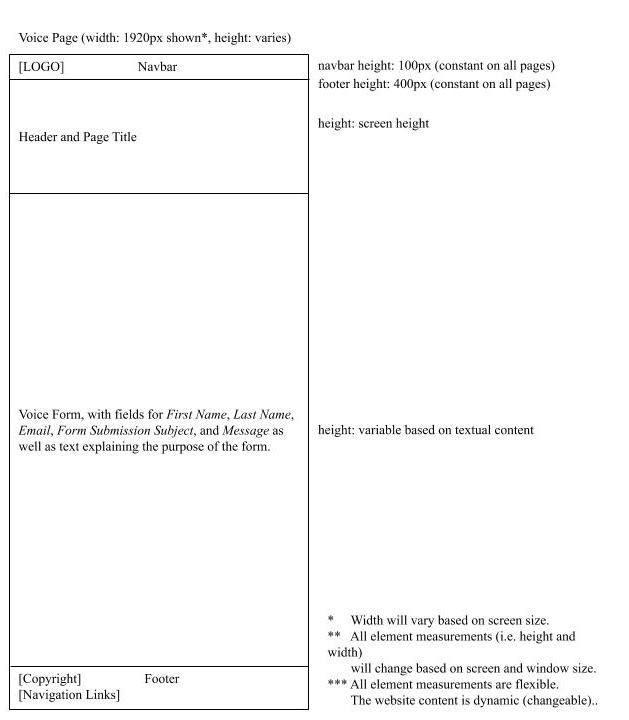 Voice Page (width: 1920px shown*, height: varies)
[LOGO] Navbar
navbar height: 100px (constant on all pages)
footer height: 400px (constant on all pages)
height: screen height
Header and Page Title
Voice Form, with fields for First Name, Last Name,
Email, Form Submission Subject, and Message as
well as text explaining the purpose of the form.
height: variable based on textual content
* Width will vary based on screen size.
** All element measurements (i.e. height and
width)
will change based on screen and window size.
*** All element measurements are flexible.
The website content is dynamic (changeable)..
[Copyright] Footer
[Navigation Links]